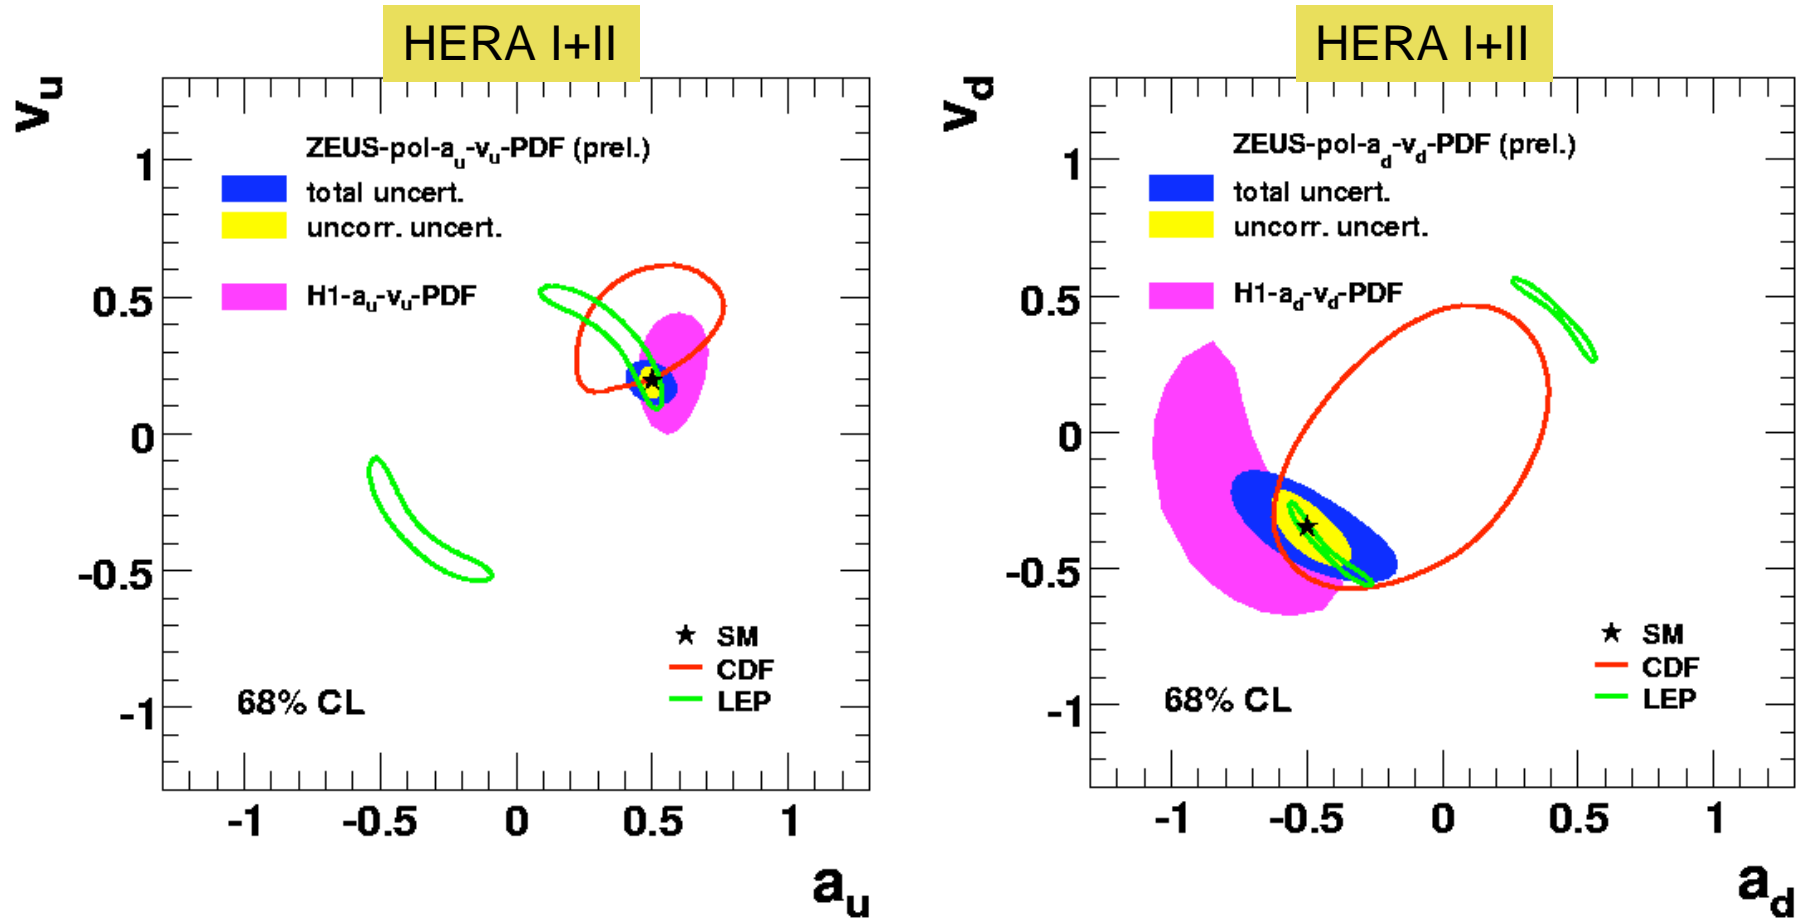 HERA I+II
v_u
ZEUS-pol-a_u-v_u-PDF (prel.)
total uncert.
uncorr. uncert.
H1-a_u-v_u-PDF
1
0.5
0
-0.5
-1
SM
CDF
LEP
68% CL
-1 -0.5 0 0.5 1
a_u
HERA I+II
v_d
ZEUS-pol-a_d-v_d-PDF (prel.)
total uncert.
uncorr. uncert.
H1-a_d-v_d-PDF
1
0.5
0
-0.5
-1
SM
CDF
LEP
68% CL
-1 -0.5 0 0.5 1
a_d